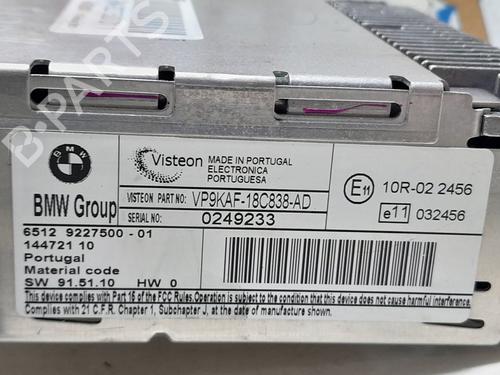 B-PARTS
BMW
BMW Group
Visteon
MADE IN PORTUGAL
ELECTRONICA
PORTUGUESA
VISTEON PART NO: VP9KAF-18C838-AD
SERIAL NO: 0249233
E11 10R-02 2456
e11 032456
6512 9227500 - 01
144721 10
Portugal
Material code
SW 91.51.10 HW 0
This device complies with Part 15 of the FCC Rules.Operation is subject to condition that this device does not cause harmful interference.
Complies with 21 C.F.R. Chapter 1, Subchapter J, at the date of manufacture shown.